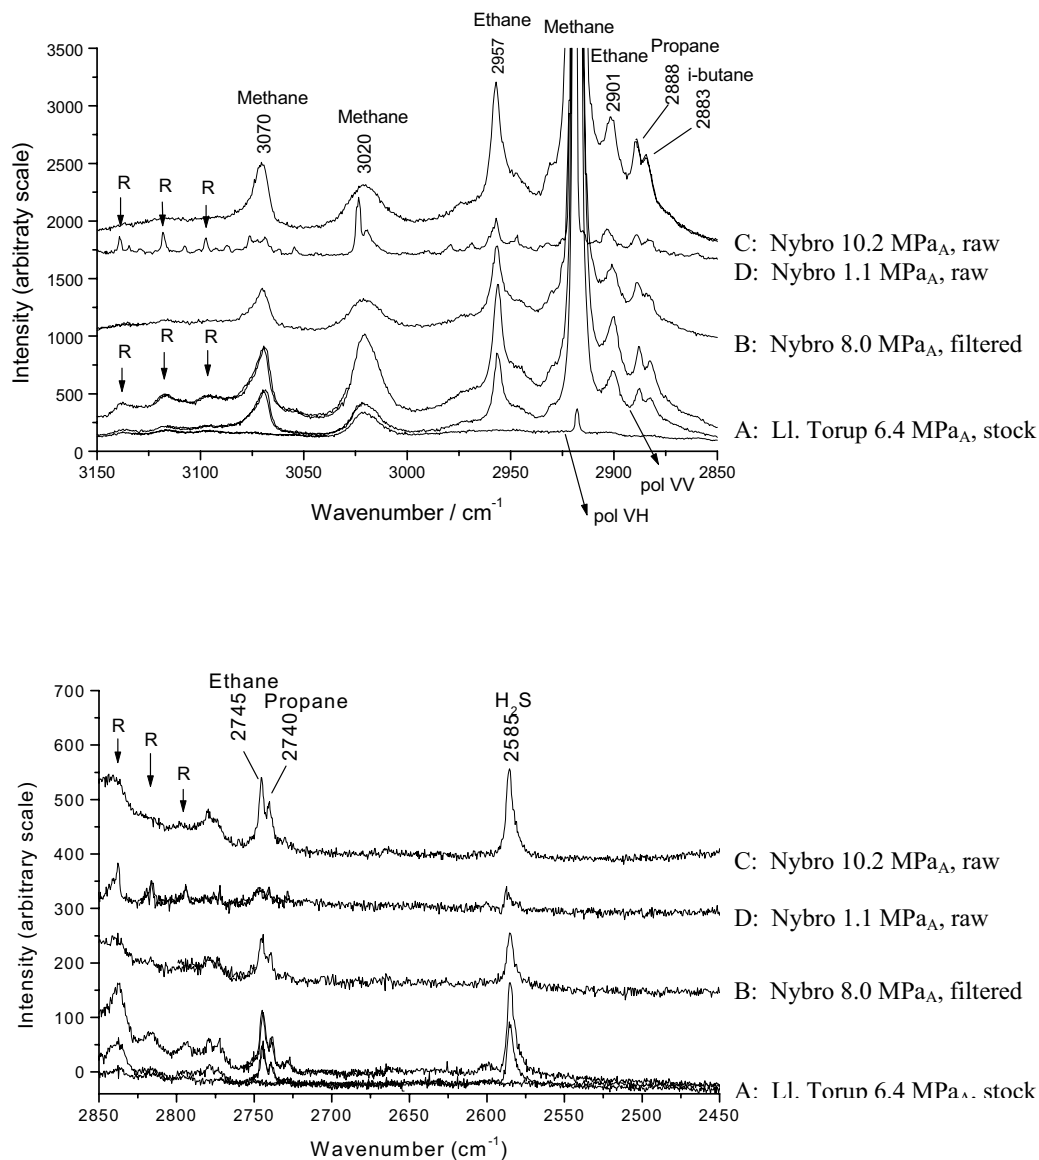 Ethane
Methane
Propane
Ethane
i-butane
2957
2901
2888
2883
Methane
3070
Methane
3020
R R R
R R R
3500
3000
2500
2000
1500
1000
500
0
Intensity (arbitraty scale)
3150 3100 3050 3000 2950 2900 2850
Wavenumber / cm-1
C: Nybro 10.2 MPaA, raw
D: Nybro 1.1 MPaA, raw
B: Nybro 8.0 MPaA, filtered
A: Ll. Torup 6.4 MPaA, stock
pol VV
pol VH
Ethane
2745
Propane
2740
H2S
2585
R R R
700
600
500
400
300
200
100
0
Intensity (arbitrary scale)
2850 2800 2750 2700 2650 2600 2550 2500 2450
Wavenumber (cm-1)
C: Nybro 10.2 MPaA, raw
D: Nybro 1.1 MPaA, raw
B: Nybro 8.0 MPaA, filtered
A: Ll. Torup 6.4 MPaA, stock